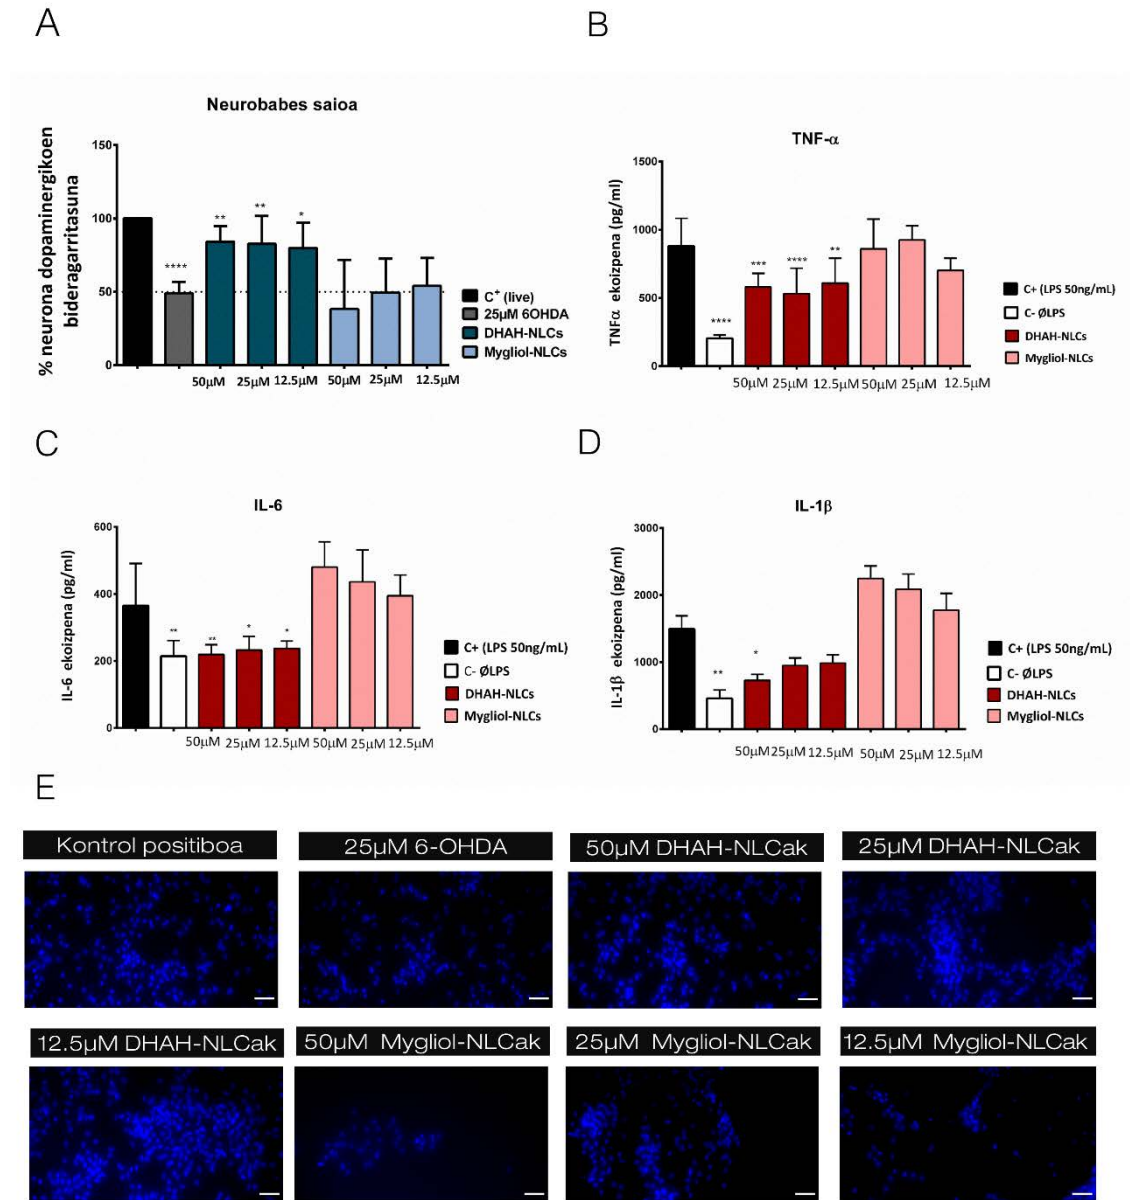 A
B
Neurobabes saioa
% neurona dopaminergikoen
bideragarritasuna
150
100
50
0
****
**
**
*
50µM
25µM
12.5µM
50µM
25µM
12.5µM
C⁺ (live)
25µM 6OHDA
DHAH-NLCs
Mygliol-NLCs
TNF-α
TNFα ekoizpena (pg/ml)
1500
1000
500
0
****
***
****
**
50µM
25µM
12.5µM
50µM
25µM
12.5µM
C+ (LPS 50ng/mL)
C- ØLPS
DHAH-NLCs
Mygliol-NLCs
C
D
IL-6
IL-6 ekoizpena (pg/ml)
600
400
200
0
**
**
*
*
50µM
25µM
12.5µM
50µM
25µM
12.5µM
C+ (LPS 50ng/mL)
C- ØLPS
DHAH-NLCs
Mygliol-NLCs
IL-1β
IL-1β ekoizpena (pg/ml)
3000
2000
1000
0
**
*
50µM
25µM
12.5µM
50µM
25µM
12.5µM
C+ (LPS 50ng/mL)
C- ØLPS
DHAH-NLCs
Mygliol-NLCs
E
Kontrol positiboa
25µM 6-OHDA
50µM DHAH-NLCak
25µM DHAH-NLCak
12.5µM DHAH-NLCak
50µM Mygliol-NLCak
25µM Mygliol-NLCak
12.5µM Mygliol-NLCak